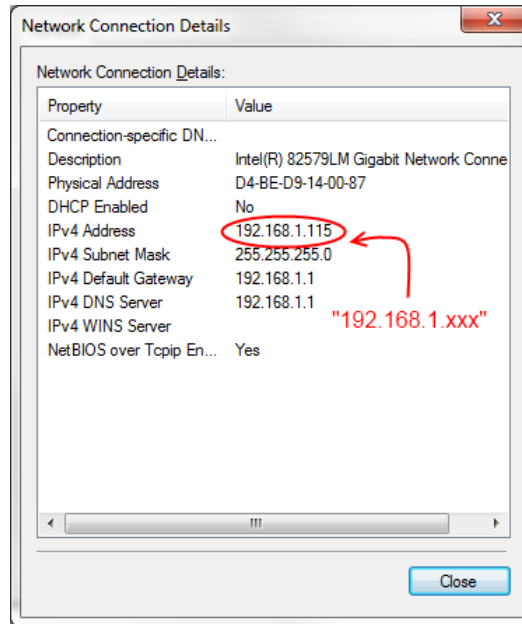 Network Connection Details
Network Connection Details:
Property Value
Connection-specific DN...
Description Intel(R) 82579LM Gigabit Network Conne
Physical Address D4-BE-D9-14-00-87
DHCP Enabled No
IPv4 Address 192.168.1.115
IPv4 Subnet Mask 255.255.255.0
IPv4 Default Gateway 192.168.1.1
IPv4 DNS Server 192.168.1.1
"192.168.1.xxx"
IPv4 WINS Server
NetBIOS over Tcpip En... Yes
Close